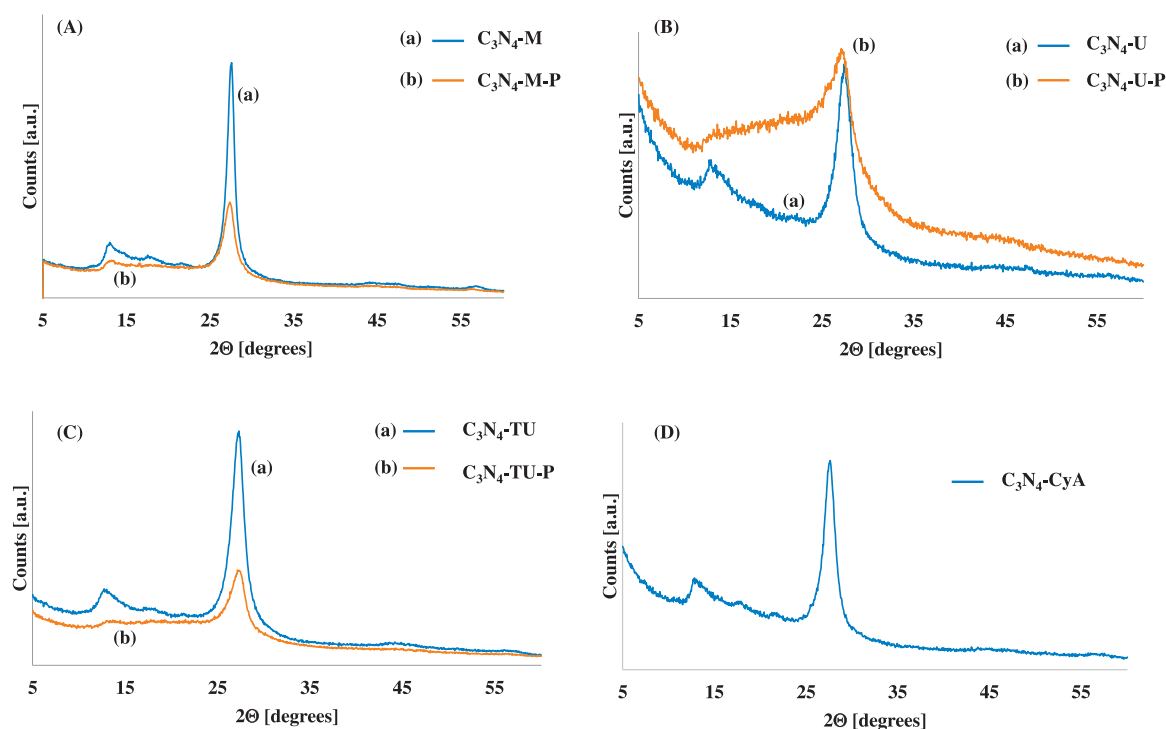 (A)
(a) C₃N₄-M
(b) C₃N₄-M-P
(a)
(b)
Counts [a.u.]
5 15 25 35 45 55
2Θ [degrees]
(B)
(a) C₃N₄-U
(b) C₃N₄-U-P
(b)
(a)
Counts [a.u.]
5 15 25 35 45 55
2Θ [degrees]
(C)
(a) C₃N₄-TU
(b) C₃N₄-TU-P
(a)
(b)
Counts [a.u.]
5 15 25 35 45 55
2Θ [degrees]
(D)
C₃N₄-CyA
Counts [a.u.]
5 15 25 35 45 55
2Θ [degrees]